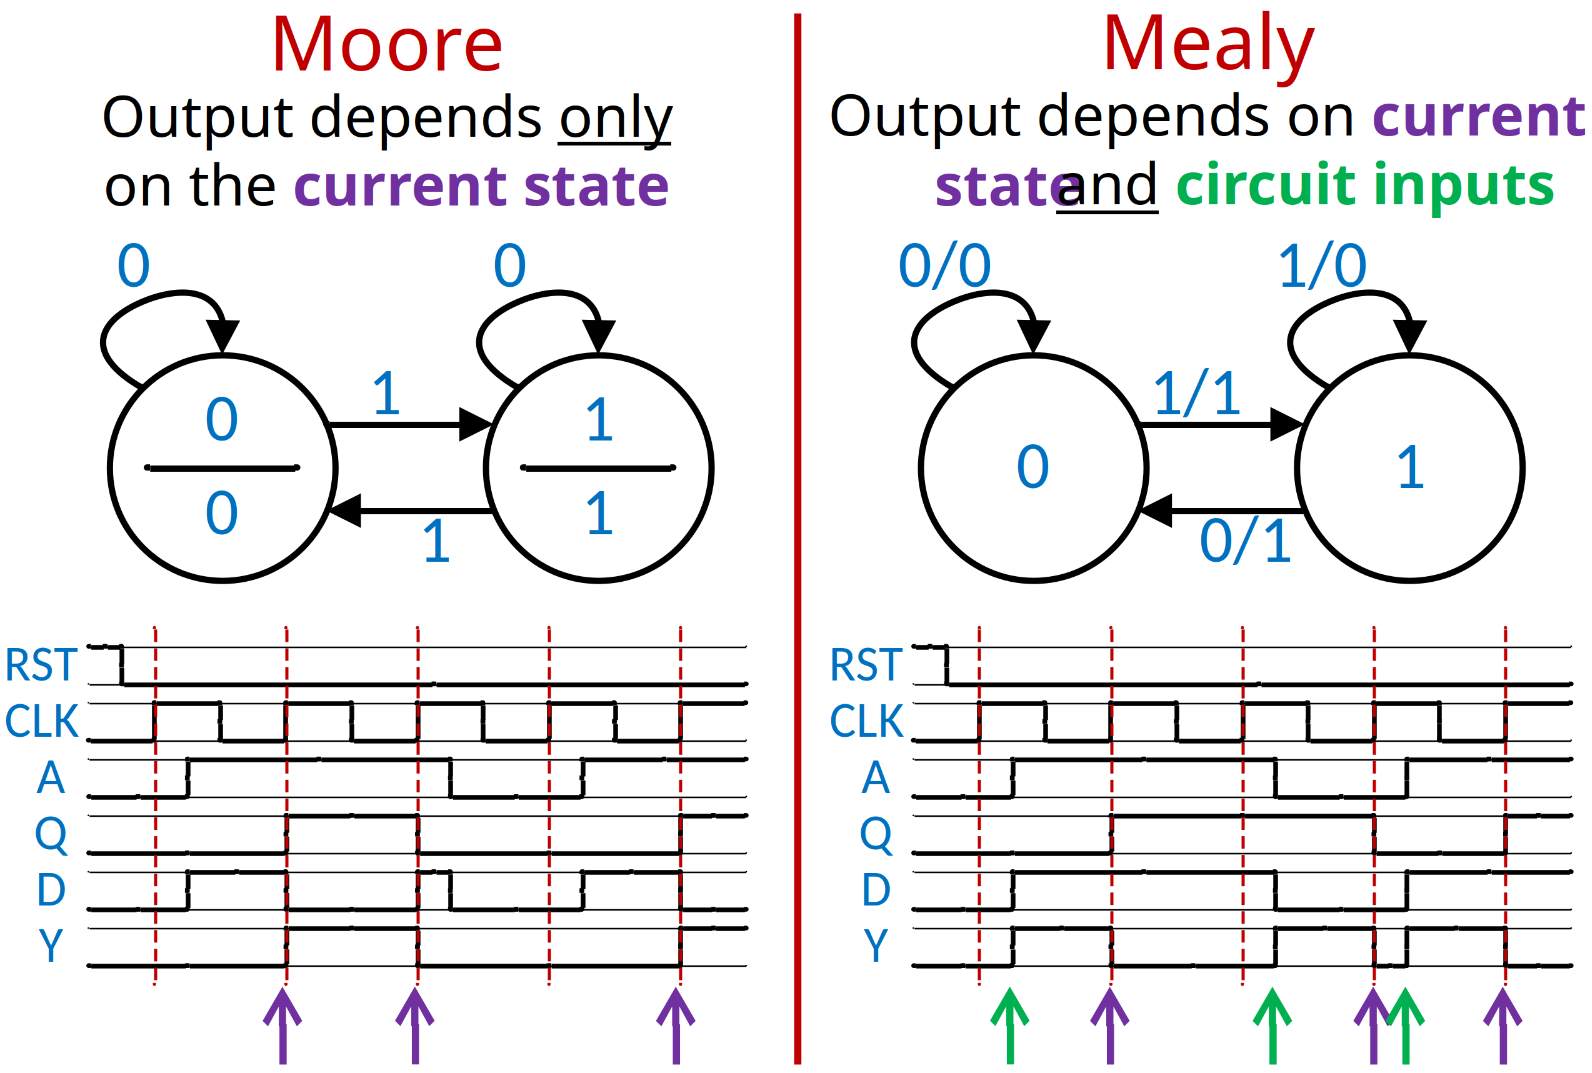 Moore
Output depends only
on the current state
0
0
1
0
0
1
1
1
RST
CLK
A
Q
D
Y
Mealy
Output depends on current
state and circuit inputs
0/0
1/0
1/1
0
1
0/1
RST
CLK
A
Q
D
Y